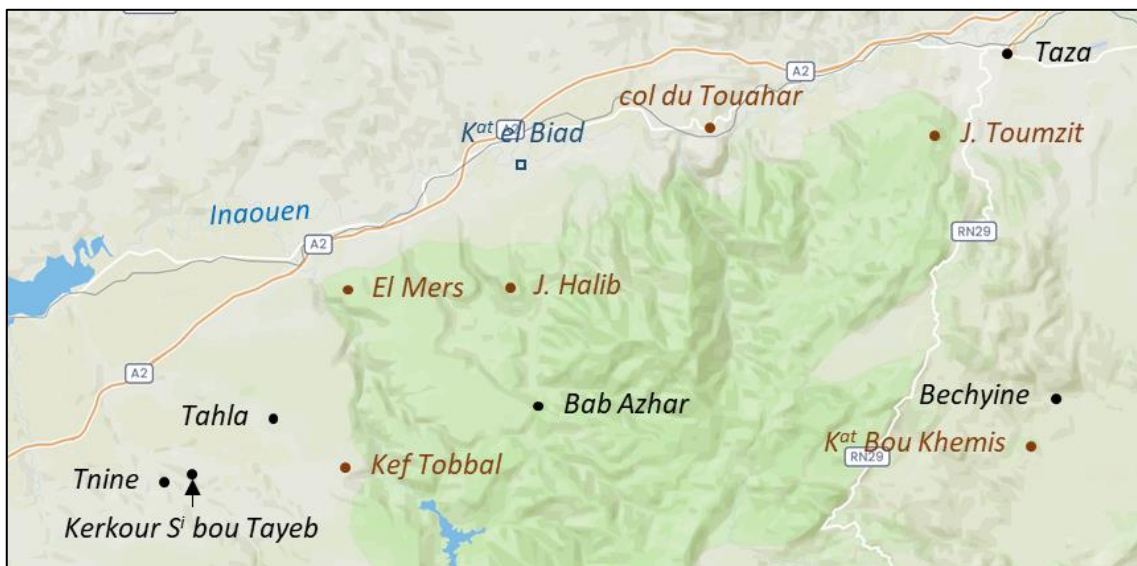 Taza
A2
col du Touahar
A2
Kᵃᵗ el Biad
J. Toumzit
Inaouen
RN29
A2
El Mers
J. Halib
A2
Bechyine
Bab Azhar
Tahla
Kᵃᵗ Bou Khemis
RN29
Kef Tobbal
Tnine
Kerkour Sⁱ bou Tayeb